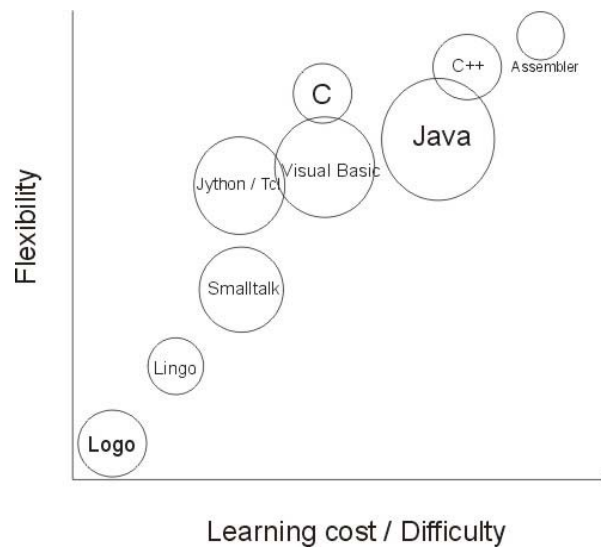 C++
Assembler
C
Java
Visual Basic
Jython / Tcl
Smalltalk
Lingo
Logo
Flexibility
Learning cost / Difficulty